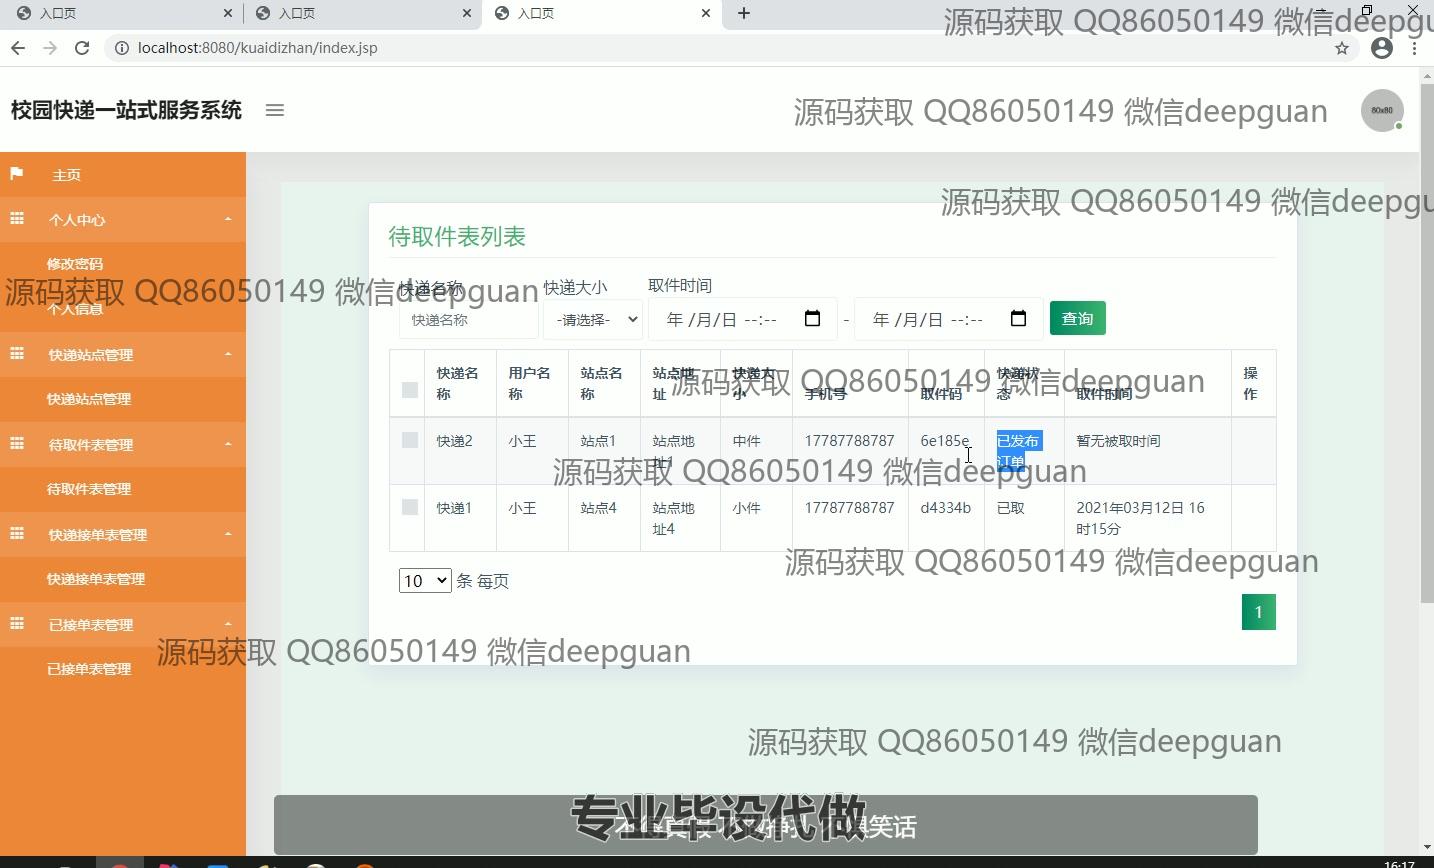 入口页
入口页
入口页
源码获取 QQ86050149 微信deepgu
localhost:8080/kuaidizhan/index.jsp
校园快递一站式服务系统
源码获取 QQ86050149 微信deepguan
80x80
主页
源码获取 QQ86050149 微信deepgu
个人中心
待取件表列表
修改密码
源码获取 QQ86050149 微信deepguan
快递名称
快递大小
取件时间
个人信息
快递名称
-请选择-
年 /月/日 --:--
-
年 /月/日 --:--
查询
快递站点管理
快递名称
用户名称
站点名称
站点地址
快递大小
手机号
取件码
快递状态
取件时间
操作
源码获取 QQ86050149 微信deepguan
快递站点管理
待取件表管理
快递2
小王
站点1
站点地址1
中件
17787788787
6e185e
已发布订单
暂无被取时间
源码获取 QQ86050149 微信deepguan
待取件表管理
快递1
小王
站点4
站点地址4
小件
17787788787
d4334b
已取
2021年03月12日 16时15分
快递接单表管理
源码获取 QQ86050149 微信deepguan
快递接单表管理
10
条 每页
1
已接单表管理
源码获取 QQ86050149 微信deepguan
已接单表管理
源码获取 QQ86050149 微信deepguan
专业毕设代做
笑话
16:17